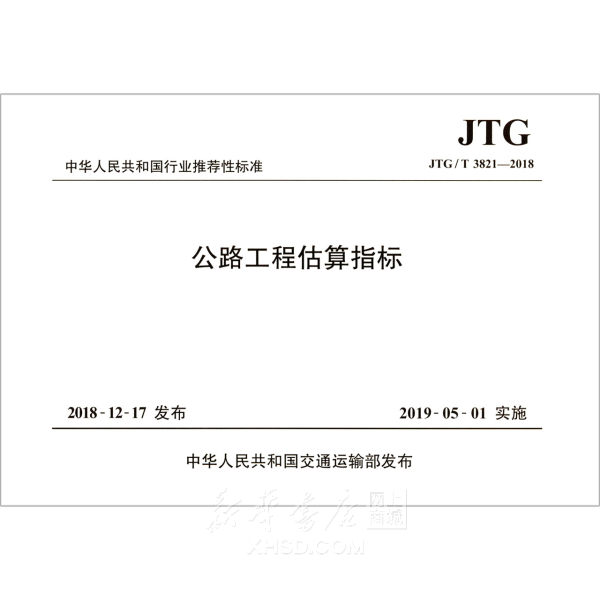 JTG
中华人民共和国行业推荐性标准
JTG/T 3821—2018
公路工程估算指标
2018-12-17 发布
2019-05-01 实施
中华人民共和国交通运输部发布
新华书店
网上
商城
XHSD.COM